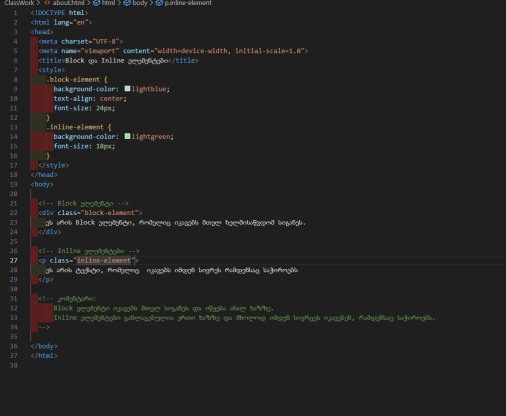 ClassWork > about.html > html > body > p.inline-element
1 <!DOCTYPE html>
2 <html lang="en">
3 <head>
4 <meta charset="UTF-8">
5 <meta name="viewport" content="width=device-width, initial-scale=1.0">
6 <title>Block და Inline ელემენტები</title>
7 <style>
8 .block-element {
9 background-color: lightblue;
10 text-align: center;
11 font-size: 24px;
12 }
13 .inline-element {
14 background-color: lightgreen;
15 font-size: 18px;
16 }
17 </style>
18 </head>
19 <body>
20
21 <!-- Block ელემენტი -->
22 <div class="block-element">
23 ეს არის Block ელემენტი, რომელიც იკავებს მთელ ხელმისაწვდომ სიგანეს.
24 </div>
25
26 <!-- Inline ელემენტები -->
27 <p class="inline-element">
28 ეს არის ტექსტი, რომელიც იკავებს იმდენ სივრეს რამდენსაც საჭიროებს
29 </p>
30
31 <!-- კომენტარი:
32 Block ელემენტი იკავებს მთელ სიგანეს და იწყება ახალ ხაზზე.
33 Inline ელემენტები განლაგებულია ერთი ხაზზე და მხოლოდ იმდენ სივრცეს იკავებენ, რამდენსაც საჭიროებს.
34 -->
35
36 </body>
37 </html>
38